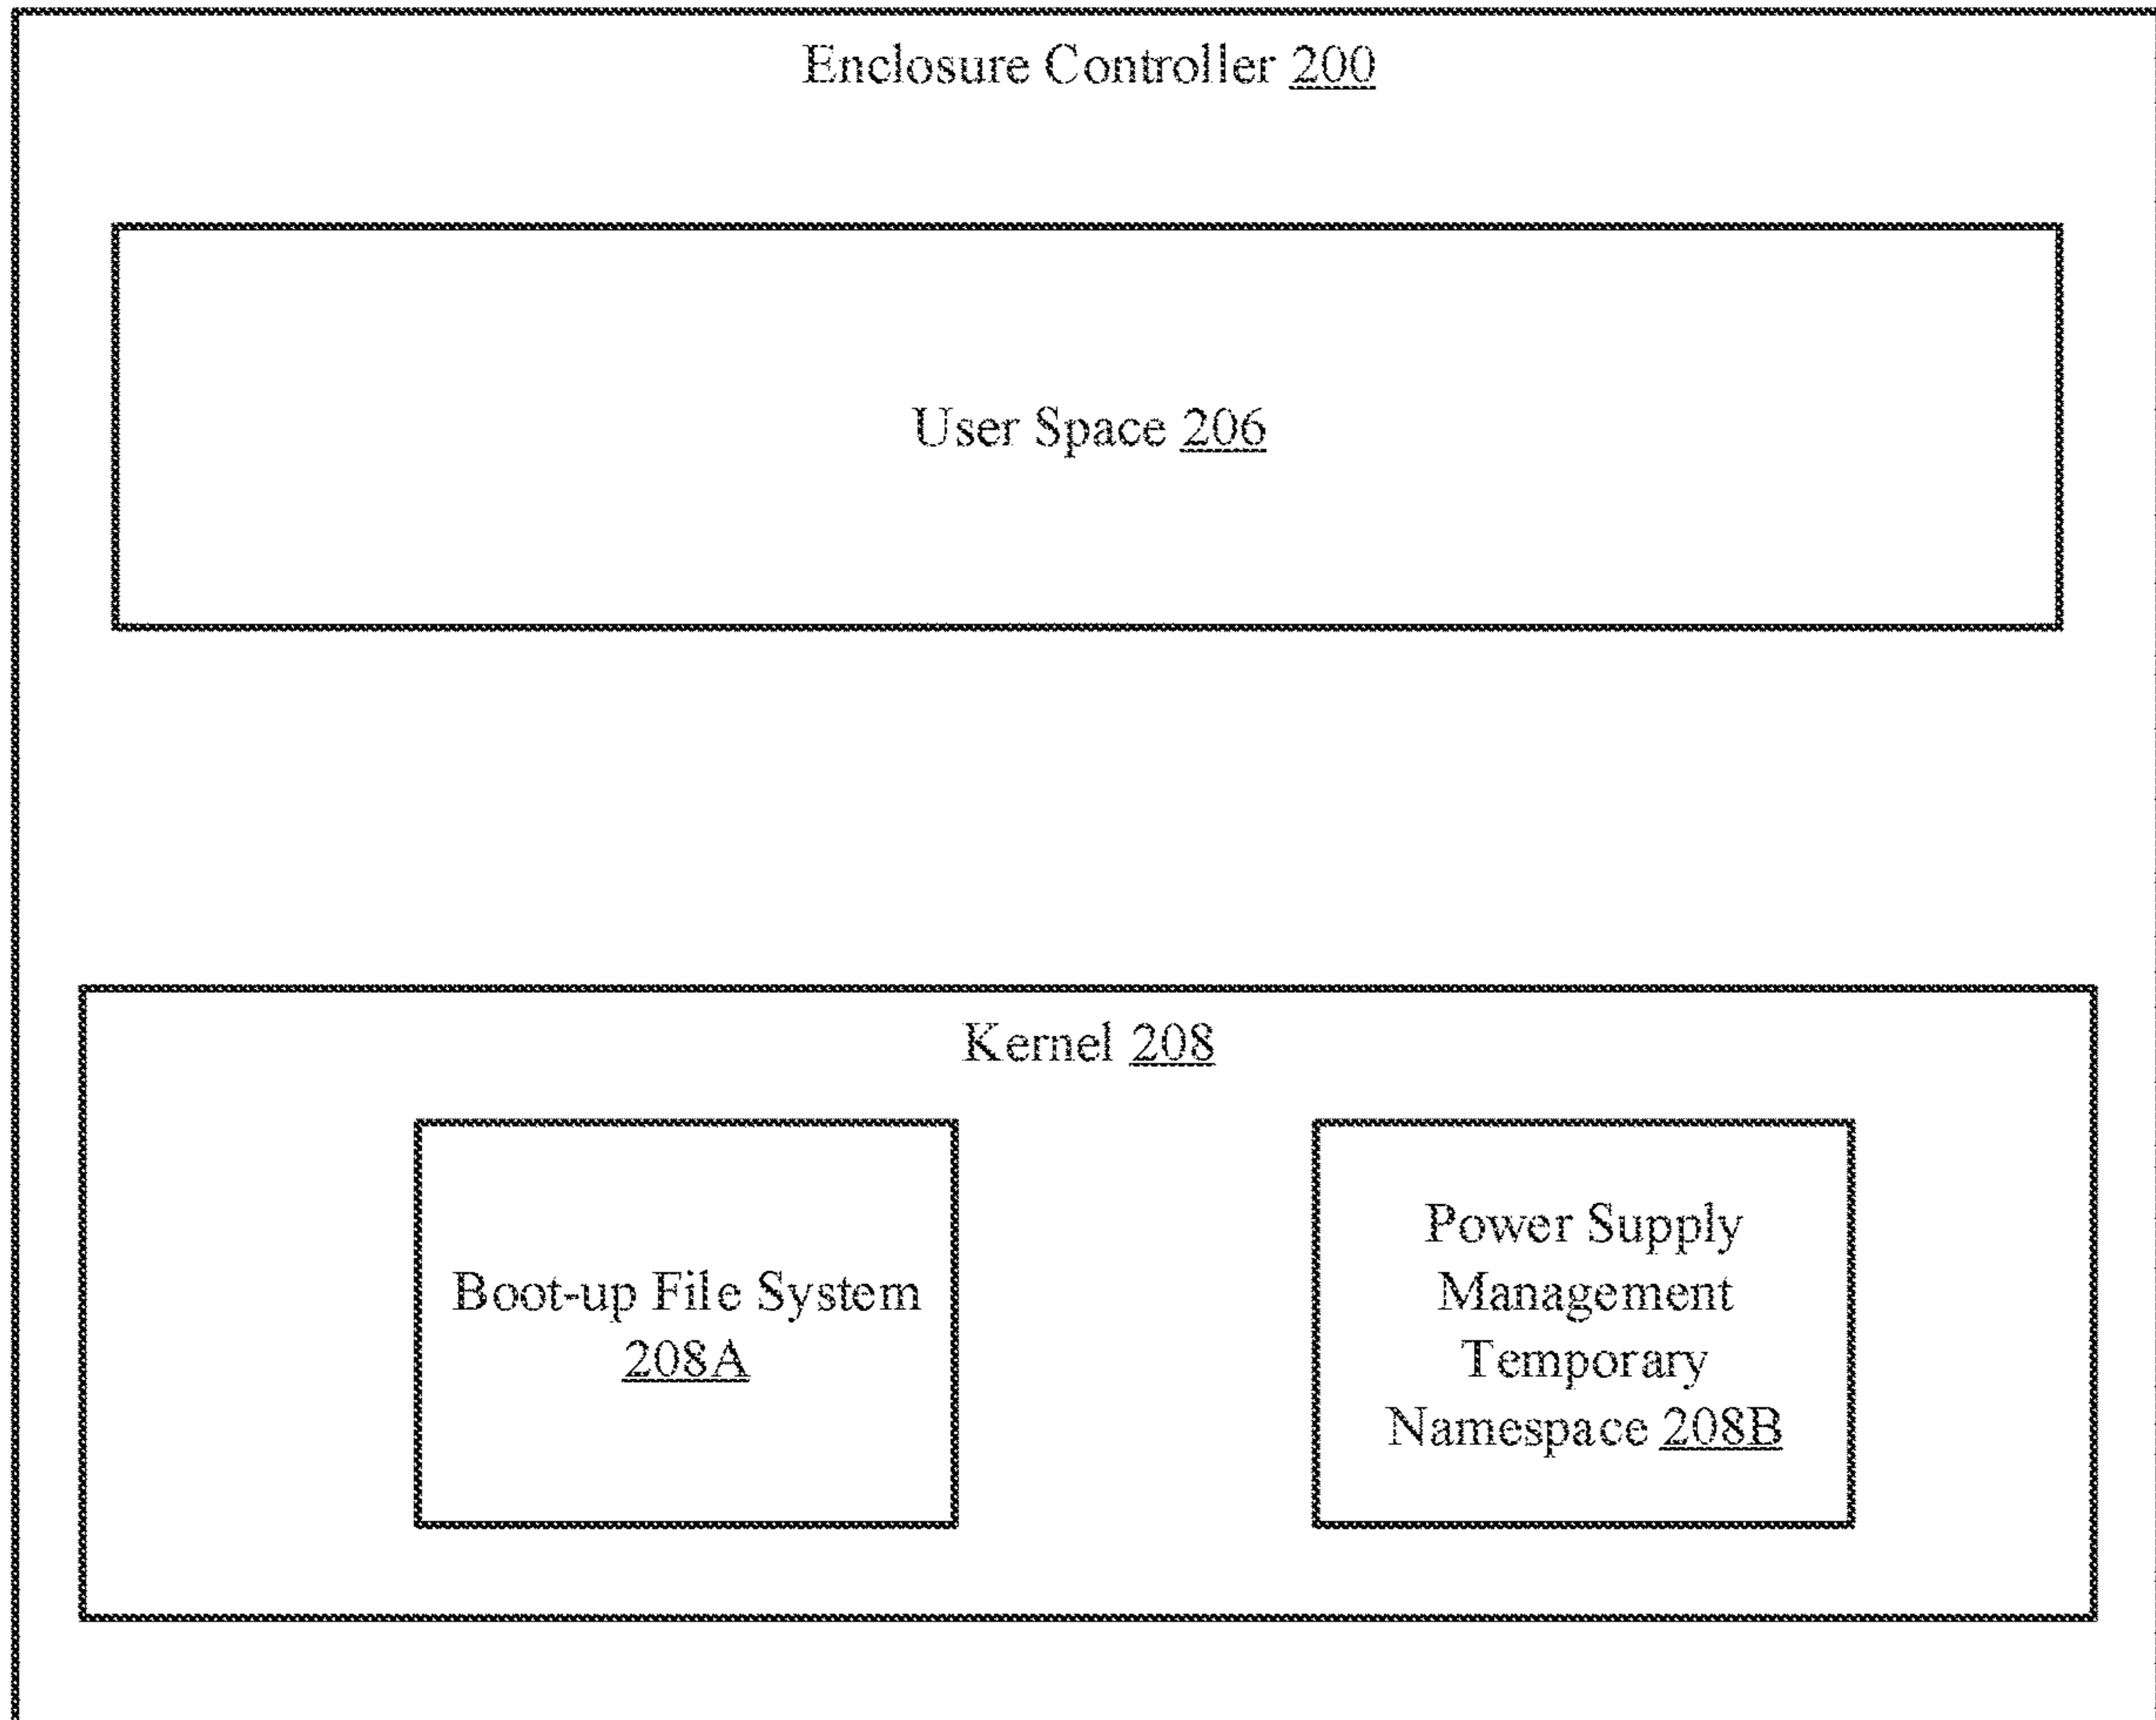 Enclosure Controller 200
User Space 206
Kernel 208
Boot-up File System
208A
Power Supply
Management
Temporary
Namespace 208B